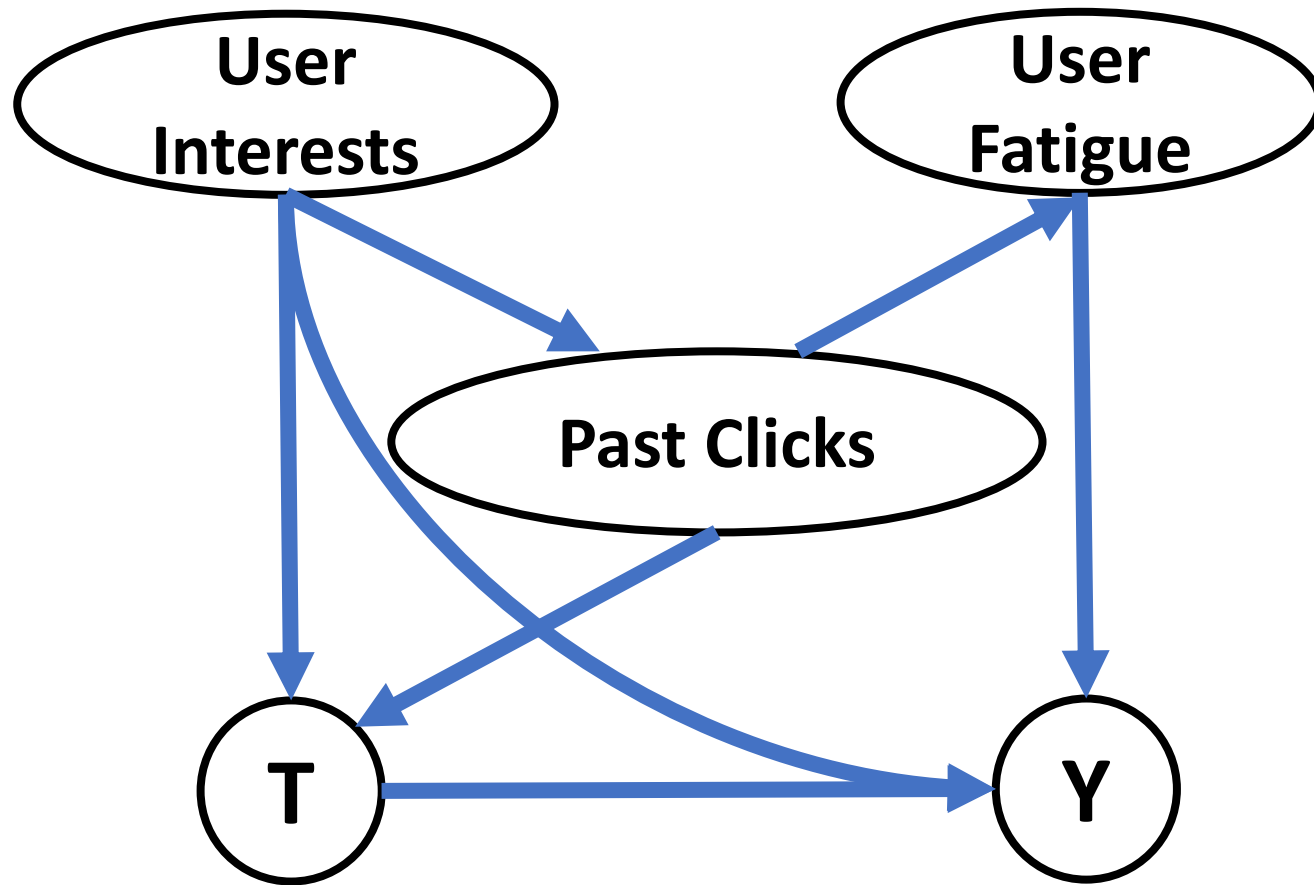 User
Interests
User
Fatigue
Past Clicks
T
Y